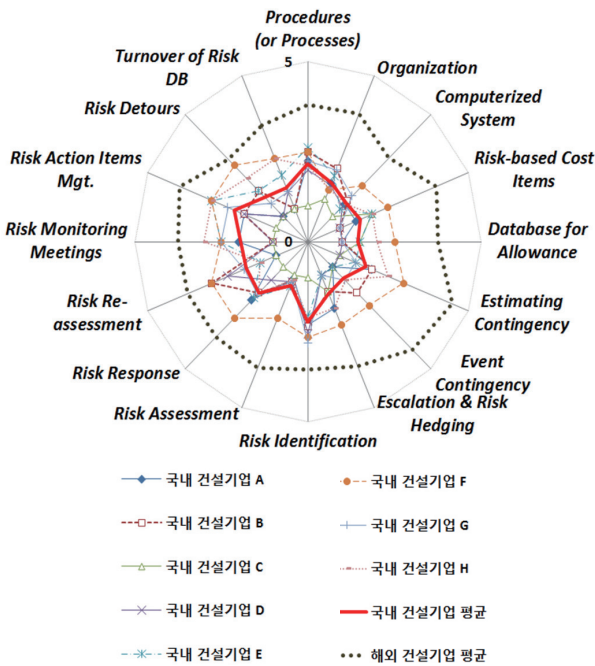 Procedures
(or Processes)
5
Turnover of Risk
DB
Organization
Risk Detours
Computerized
System
Risk Action Items
Mgt.
Risk-based Cost
Items
Risk Monitoring
Meetings
0
Database for
Allowance
Risk Re-
assessment
Estimating
Contingency
Risk Response
Event
Contingency
Risk Assessment
Escalation & Risk
Hedging
Risk Identification
국내 건설기업 A
국내 건설기업 F
국내 건설기업 B
국내 건설기업 G
국내 건설기업 C
국내 건설기업 H
국내 건설기업 D
국내 건설기업 평균
국내 건설기업 E
해외 건설기업 평균